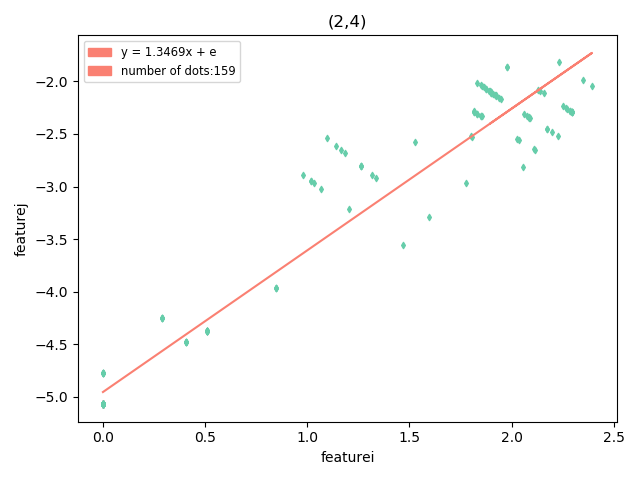 (2,4)
y = 1.3469x + e
number of dots:159
−2.0
−2.5
−3.0
−3.5
−4.0
−4.5
−5.0
featurej
0.0 0.5 1.0 1.5 2.0 2.5
featurei